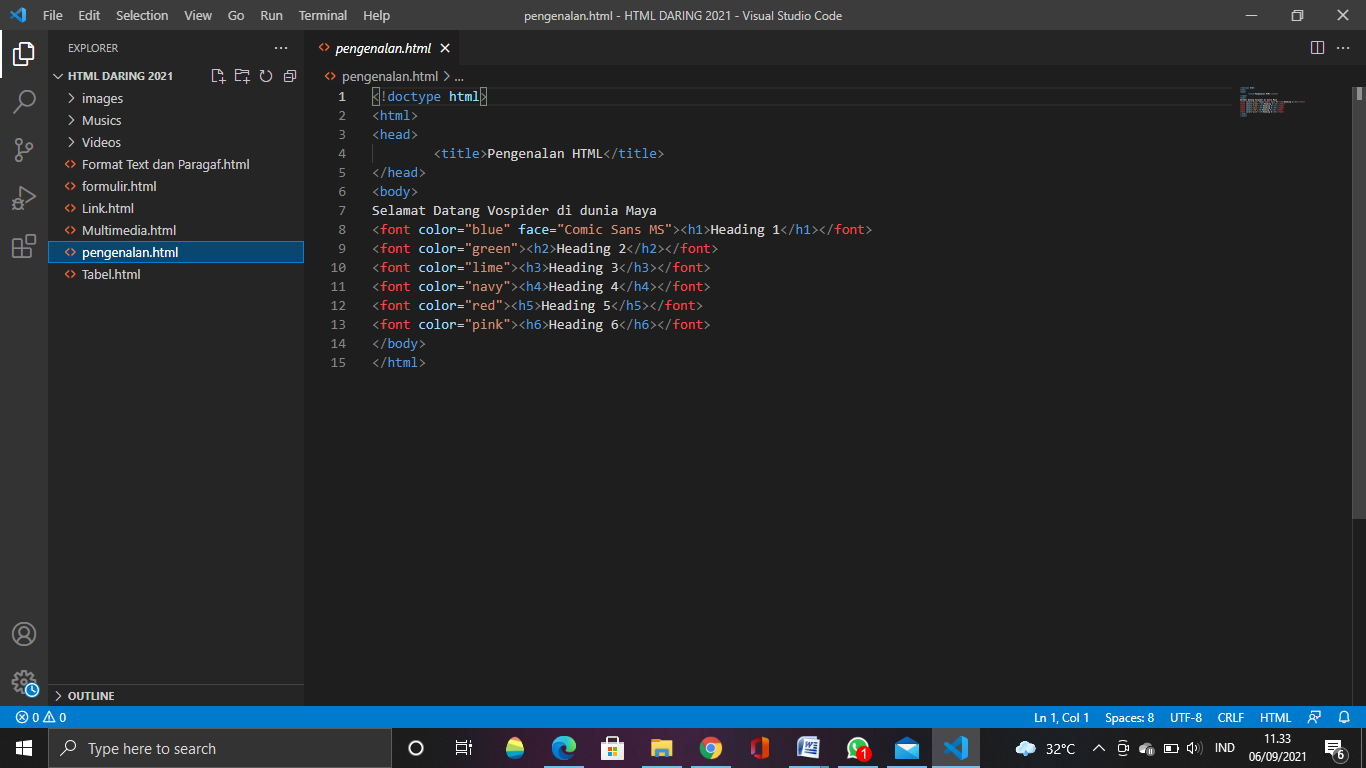 File Edit Selection View Go Run Terminal Help pengenalan.html - HTML DARING 2021 - Visual Studio Code
EXPLORER
HTML DARING 2021
images
Musics
Videos
Format Text dan Paragaf.html
formulir.html
Link.html
Multimedia.html
pengenalan.html
Tabel.html
OUTLINE
pengenalan.html
pengenalan.html > ...
1 <!doctype html>
2 <html>
3 <head>
4 <title>Pengenalan HTML</title>
5 </head>
6 <body>
7 Selamat Datang Vospider di dunia Maya
8 <font color="blue" face="Comic Sans MS"><h1>Heading 1</h1></font>
9 <font color="green"><h2>Heading 2</h2></font>
10 <font color="lime"><h3>Heading 3</h3></font>
11 <font color="navy"><h4>Heading 4</h4></font>
12 <font color="red"><h5>Heading 5</h5></font>
13 <font color="pink"><h6>Heading 6</h6></font>
14 </body>
15 </html>
0 0 Ln 1, Col 1 Spaces: 8 UTF-8 CRLF HTML
Type here to search 1 32°C IND 11.33
06/09/2021 6